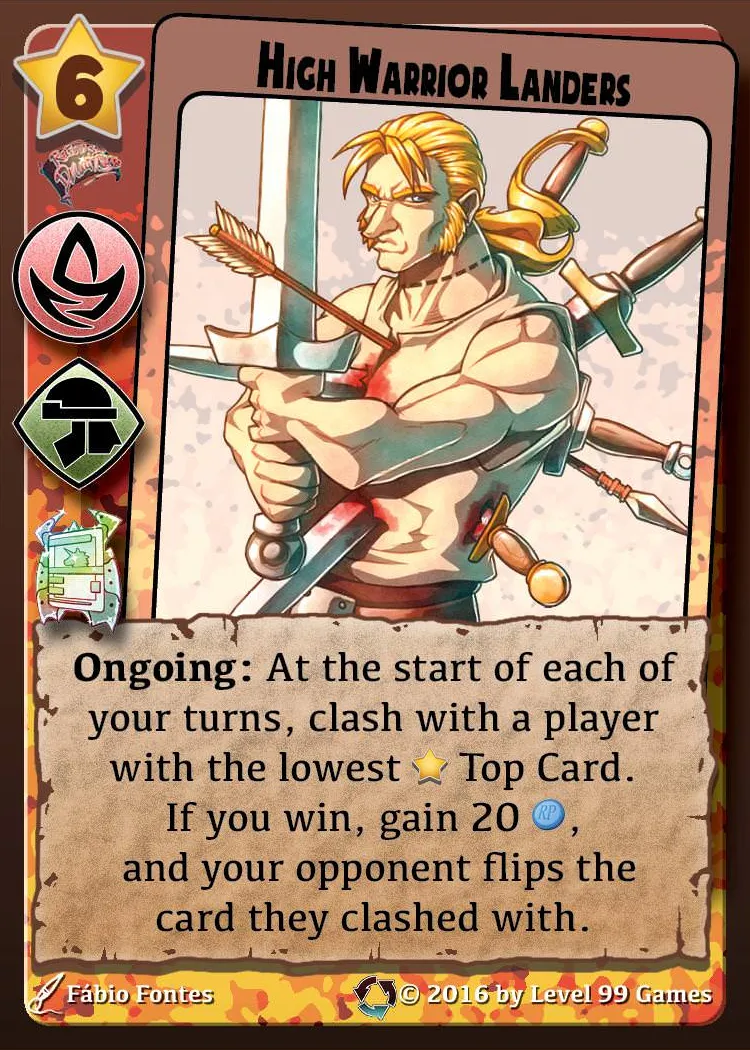 6
High Warrior Landers
Ongoing: At the start of each of
your turns, clash with a player
with the lowest Top Card.
If you win, gain 20 RP,
and your opponent flips the
card they clashed with.
Fábio Fontes
© 2016 by Level 99 Games